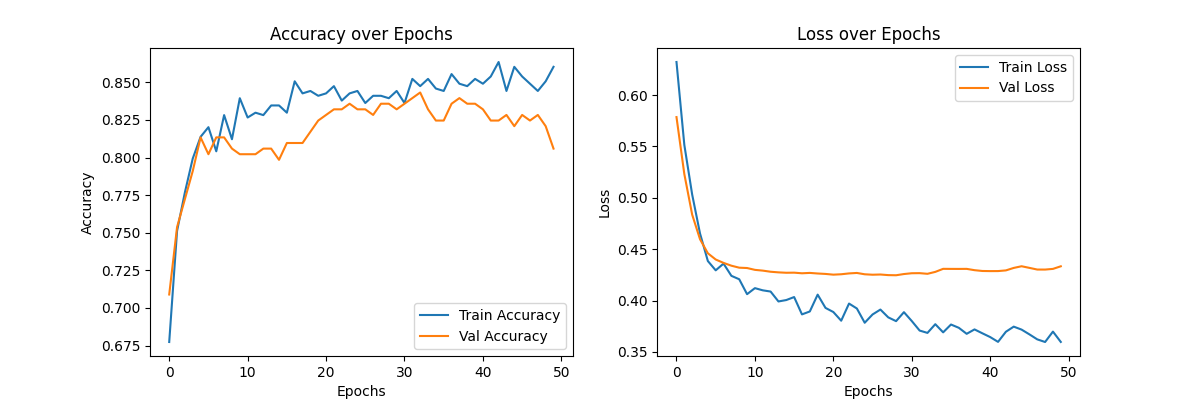 Accuracy over Epochs
Accuracy
0.850
0.825
0.800
0.775
0.750
0.725
0.700
0.675
0
10
20
30
40
50
Epochs
Train Accuracy
Val Accuracy
Loss over Epochs
Loss
0.60
0.55
0.50
0.45
0.40
0.35
0
10
20
30
40
50
Epochs
Train Loss
Val Loss